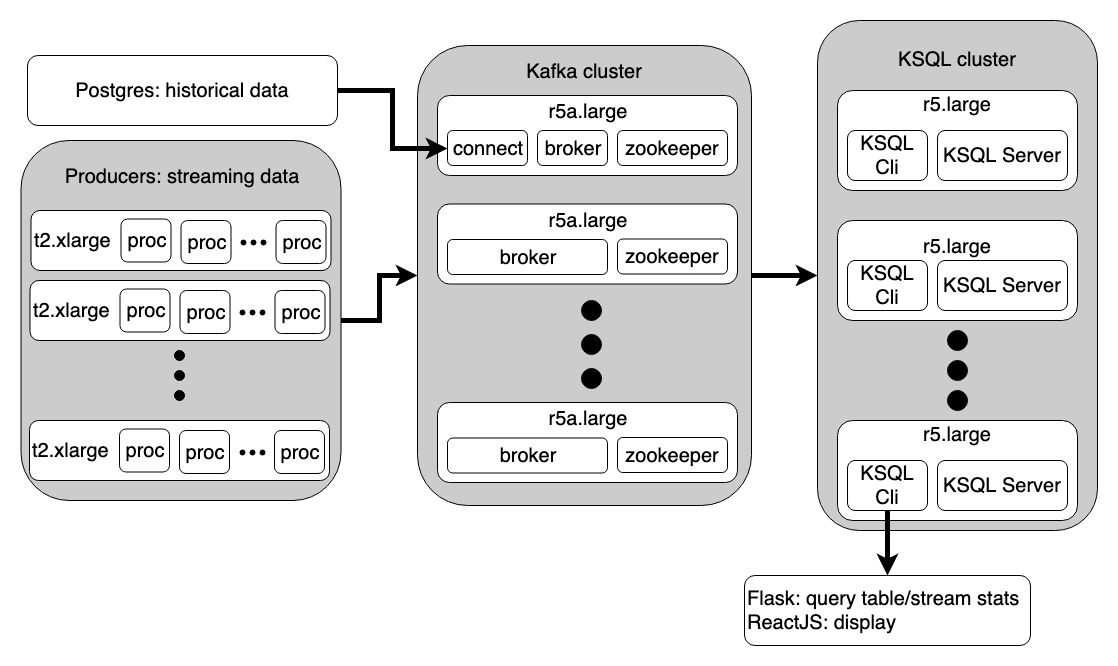 Postgres: historical data
Producers: streaming data
t2.xlarge proc proc ••• proc
t2.xlarge proc proc ••• proc
t2.xlarge proc proc ••• proc
Kafka cluster
r5a.large
connect broker zookeeper
r5a.large
broker zookeeper
r5a.large
broker zookeeper
KSQL cluster
r5.large
KSQL
Cli
KSQL Server
r5.large
KSQL
Cli
KSQL Server
r5.large
KSQL
Cli
KSQL Server
Flask: query table/stream stats
ReactJS: display